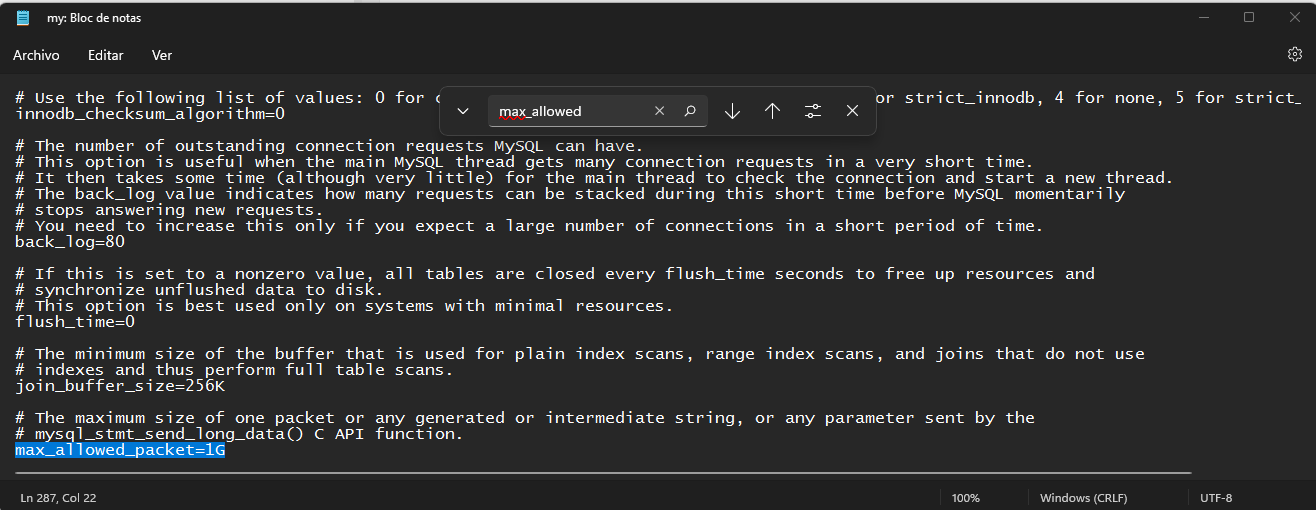 my: Bloc de notas
Archivo Editar Ver
max_allowed
# Use the following list of values: 0 for c or strict_innodb, 4 for none, 5 for strict_
innodb_checksum_algorithm=0
# The number of outstanding connection requests MySQL can have.
# This option is useful when the main MySQL thread gets many connection requests in a very short time.
# It then takes some time (although very little) for the main thread to check the connection and start a new thread.
# The back_log value indicates how many requests can be stacked during this short time before MySQL momentarily
# stops answering new requests.
# You need to increase this only if you expect a large number of connections in a short period of time.
back_log=80
# If this is set to a nonzero value, all tables are closed every flush_time seconds to free up resources and
# synchronize unflushed data to disk.
# This option is best used only on systems with minimal resources.
flush_time=0
# The minimum size of the buffer that is used for plain index scans, range index scans, and joins that do not use
# indexes and thus perform full table scans.
join_buffer_size=256K
# The maximum size of one packet or any generated or intermediate string, or any parameter sent by the
# mysql_stmt_send_long_data() C API function.
max_allowed_packet=1G
Ln 287, Col 22 100% Windows (CRLF) UTF-8